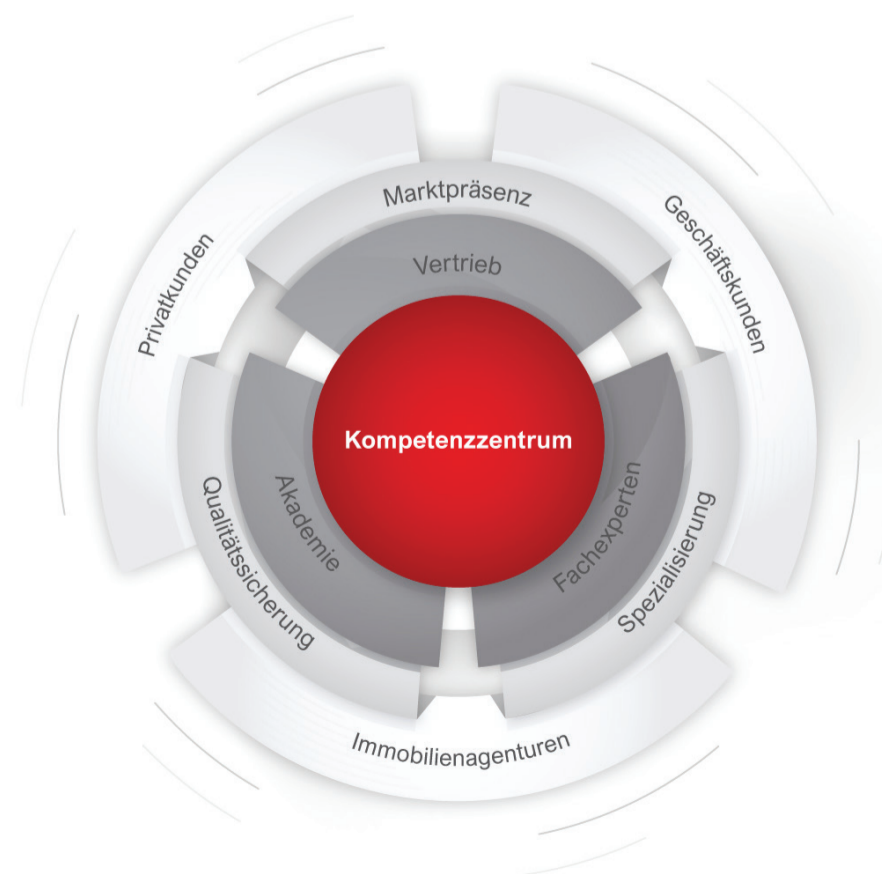 Marktpräsenz
Vertrieb
Privatkunden
Geschäftskunden
Kompetenzzentrum
Akademie
Fachexperten
Qualitätssicherung
Spezialisierung
Immobilienagenturen